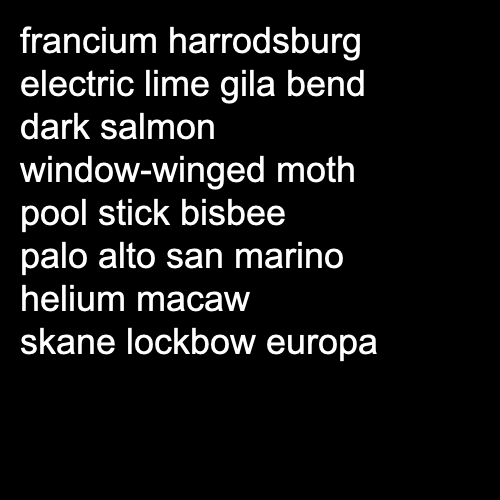 francium harrodsburg
electric lime gila bend
dark salmon
window-winged moth
pool stick bisbee
palo alto san marino
helium macaw
skane lockbow europa